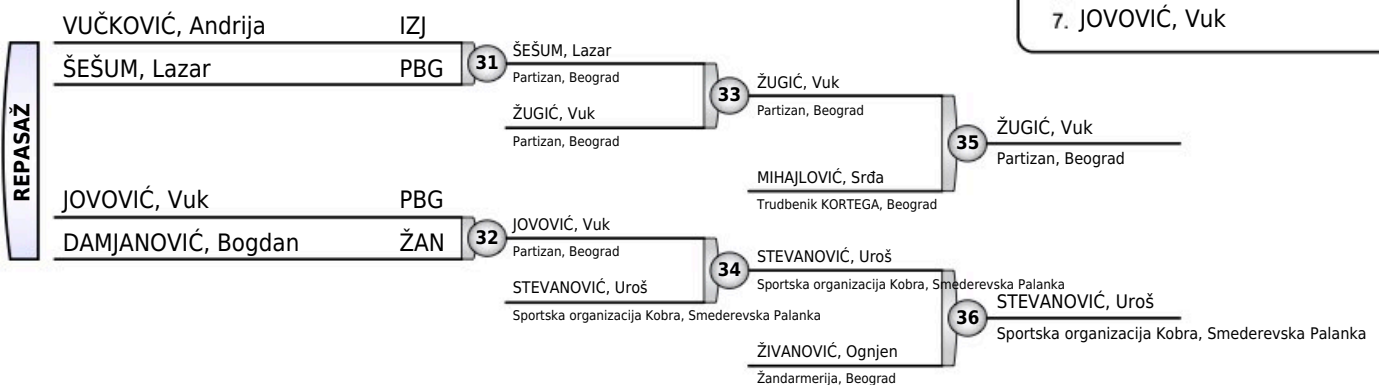 7. JOVOVIĆ, Vuk
REPASAŽ
VUČKOVIĆ, Andrija IZJ
ŠEŠUM, Lazar PBG
31
ŠEŠUM, Lazar
Partizan, Beograd
ŽUGIĆ, Vuk
Partizan, Beograd
33
ŽUGIĆ, Vuk
Partizan, Beograd
MIHAJLOVIĆ, Srđa
Trudbenik KORTEGA, Beograd
35
ŽUGIĆ, Vuk
Partizan, Beograd
JOVOVIĆ, Vuk PBG
DAMJANOVIĆ, Bogdan ŽAN
32
JOVOVIĆ, Vuk
Partizan, Beograd
STEVANOVIĆ, Uroš
Sportska organizacija Kobra, Smederevska Palanka
34
STEVANOVIĆ, Uroš
Sportska organizacija Kobra, Smederevska Palanka
ŽIVANOVIĆ, Ognjen
Žandarmerija, Beograd
36
STEVANOVIĆ, Uroš
Sportska organizacija Kobra, Smederevska Palanka